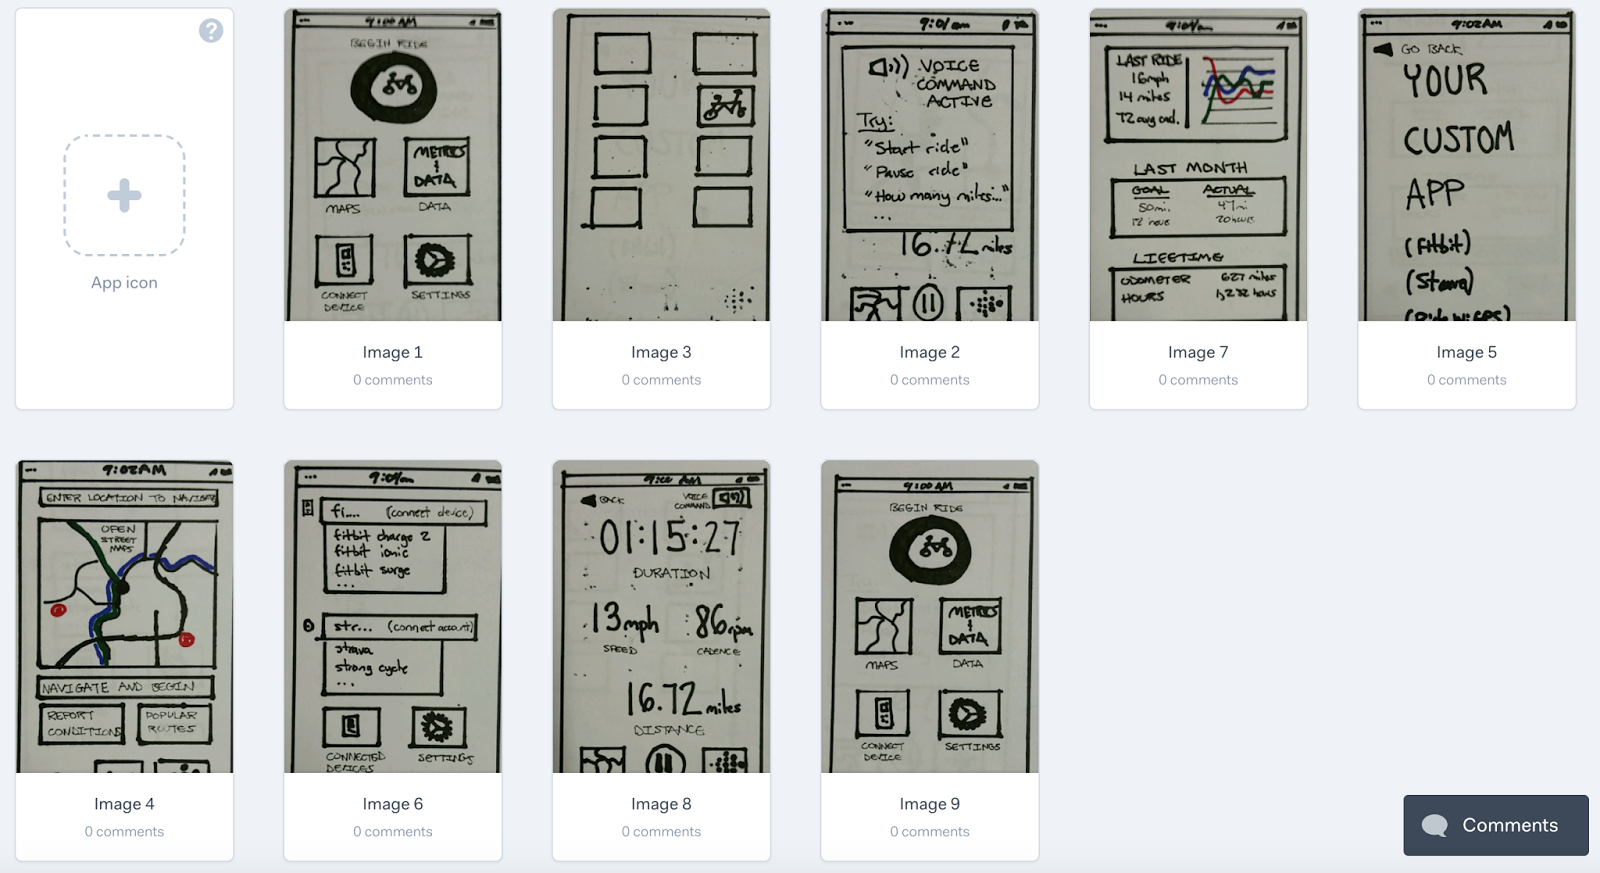 ?
App icon
9:00 AM
BEGIN RIDE
MAPS
METRICS
&
DATA
DATA
CONNECT
DEVICE
SETTINGS
Image 1
0 comments
Image 3
0 comments
9:01am
VOICE
COMMAND
ACTIVE
Try:
"Start ride"
"Pause ride"
"How many miles..."
...
16.72 miles
Image 2
0 comments
9:01am
LAST RIDE
16mph
14 miles
72 avg cad.
LAST MONTH
GOAL ACTUAL
50mi. 47mi
12 hours 20 hours
LIFETIME
ODOMETER 627 miles
HOURS 1,232 hours
Image 7
0 comments
9:02AM
GO BACK
YOUR
CUSTOM
APP
(Fitbit)
(Strava)
(Ride w/ GPS)
Image 5
0 comments
9:02AM
ENTER LOCATION TO NAVIGATE
OPEN
STREET
MAPS
NAVIGATE AND BEGIN
REPORT
CONDITIONS
POPULAR
ROUTES
Image 4
0 comments
9:01am
fi.... (connect device)
fitbit charge 2
fitbit ionic
fitbit surge
...
str... (connect account)
strava
strong cycle
...
CONNECTED
DEVICES
SETTINGS
Image 6
0 comments
AM
BACK
VOICE
COMMAND
01:15:27
DURATION
13mph 86rpm
SPEED CADENCE
16.72 miles
DISTANCE
Image 8
0 comments
9:00 AM
BEGIN RIDE
MAPS
METRICS
&
DATA
DATA
CONNECT
DEVICE
SETTINGS
Image 9
0 comments
Comments